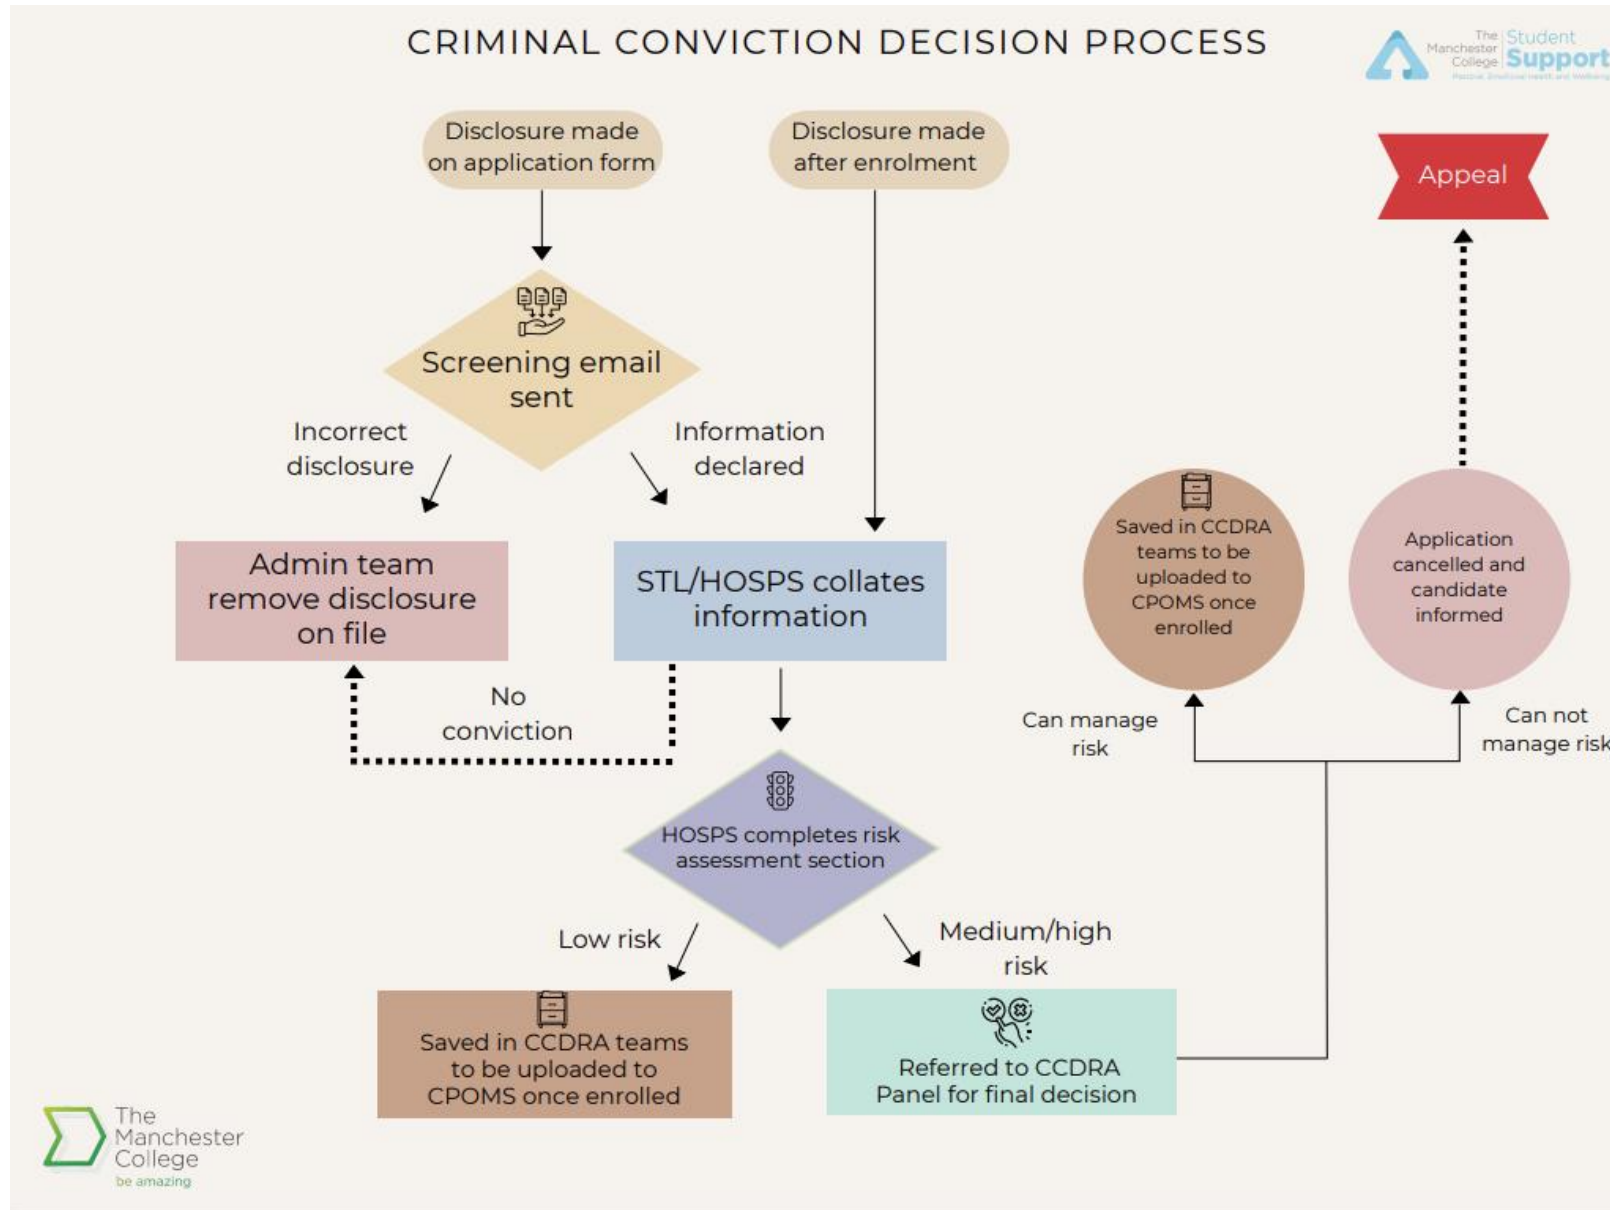 CRIMINAL CONVICTION DECISION PROCESS
The
Manchester
College
Student
Support
Disclosure made
on application form
Disclosure made
after enrolment
Appeal
Screening email
sent
Incorrect
disclosure
Information
declared
Admin team
remove disclosure
on file
STL/HOSPS collates
information
Saved in CCDRA
teams to be
uploaded to
CPOMS once
enrolled
Application
cancelled and
candidate
informed
No
conviction
Can manage
risk
Can not
manage risk
HOSPS completes risk
assessment section
Low risk
Medium/high
risk
Saved in CCDRA teams
to be uploaded to
CPOMS once enrolled
Referred to CCDRA
Panel for final decision
The
Manchester
College
be amazing